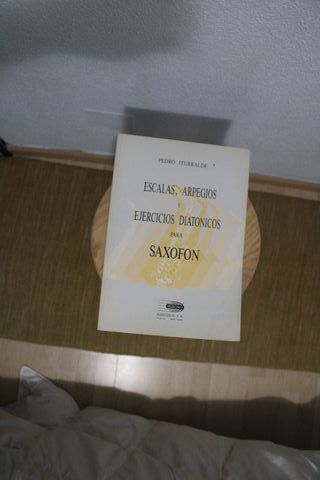 PEDRO ITURRALDE
ESCALAS, ARPEGIOS
Y
EJERCICIOS DIATONICOS
PARA
SAXOFON